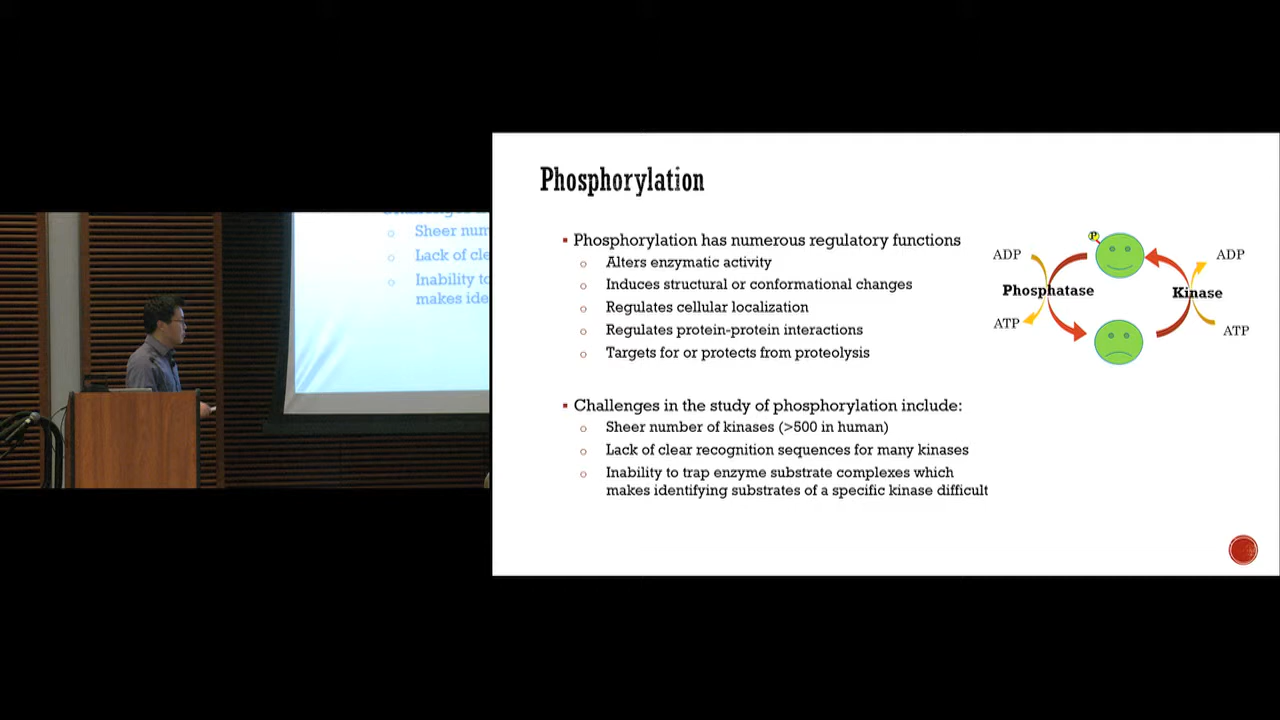 Sheer num
Lack of cle
Inability to
makes ide
Phosphorylation
Phosphorylation has numerous regulatory functions
Alters enzymatic activity
Induces structural or conformational changes
Regulates cellular localization
Regulates protein-protein interactions
Targets for or protects from proteolysis
P
ADP
ADP
Phosphatase
Kinase
ATP
ATP
Challenges in the study of phosphorylation include:
Sheer number of kinases (>500 in human)
Lack of clear recognition sequences for many kinases
Inability to trap enzyme substrate complexes which
makes identifying substrates of a specific kinase difficult